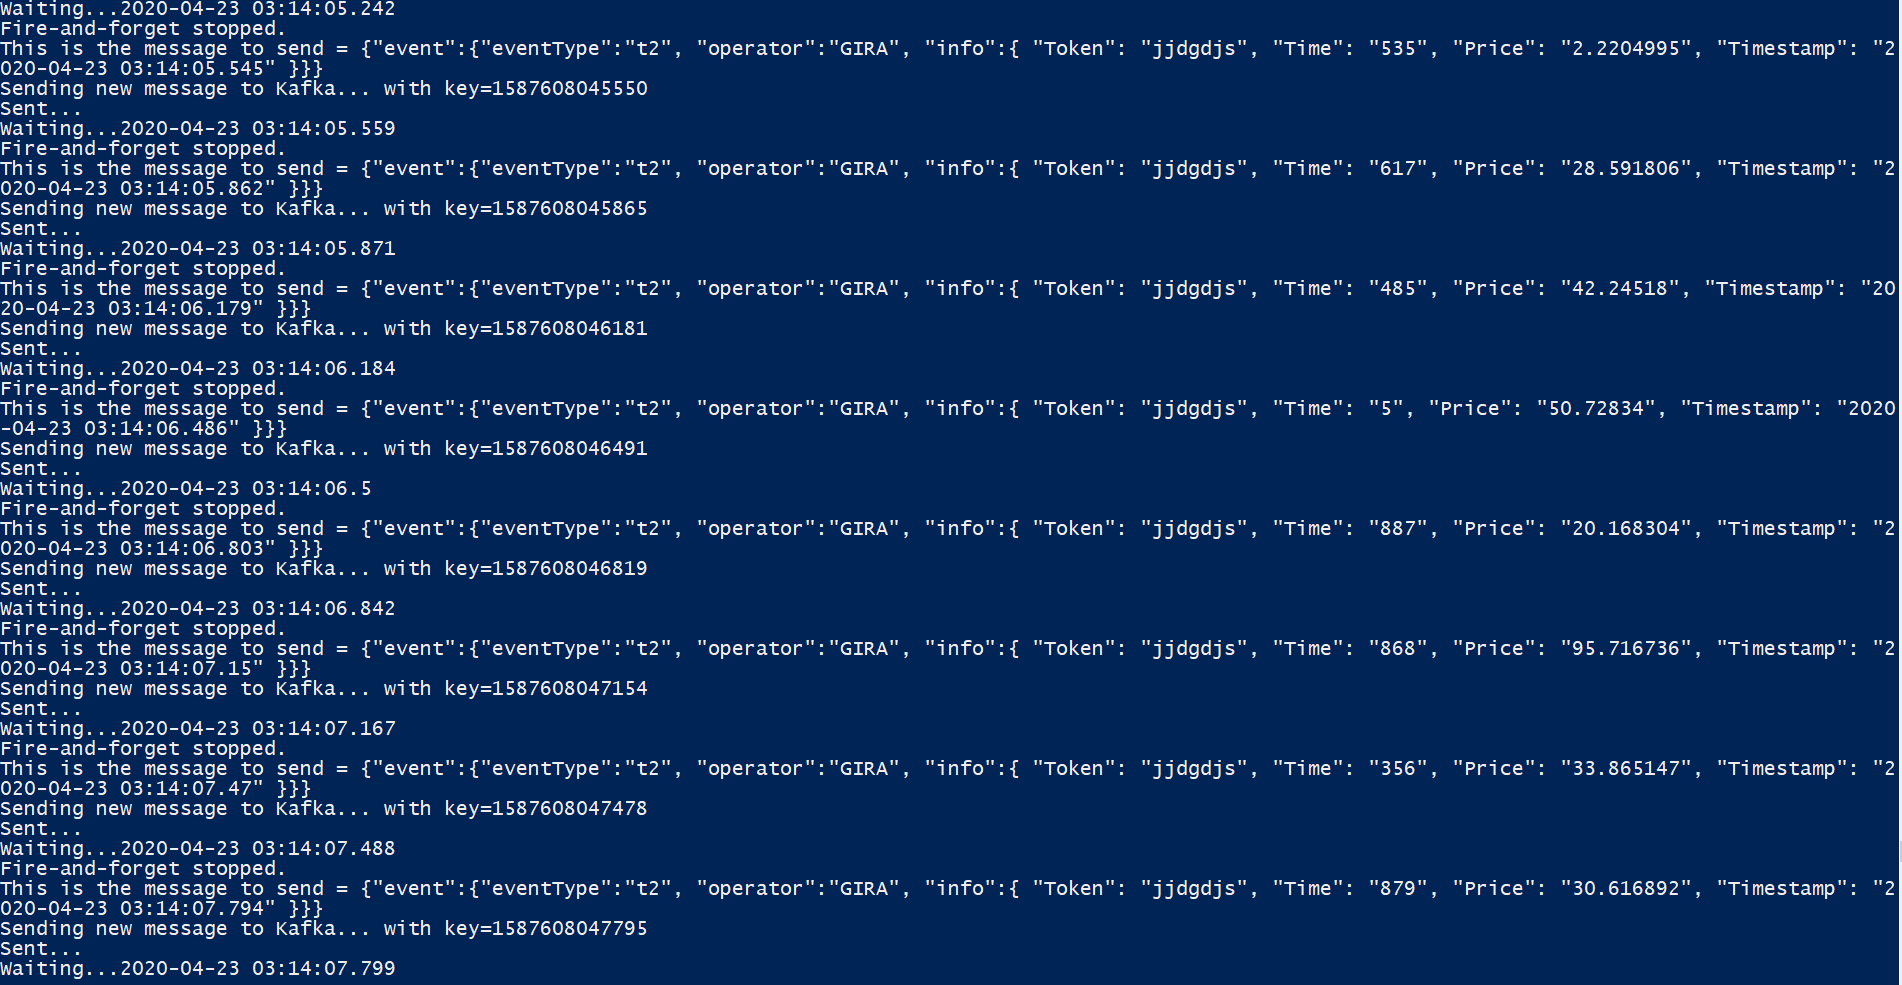 Waiting...2020-04-23 03:14:05.242
Fire-and-forget stopped.
This is the message to send = {"event":{"eventType":"t2", "operator":"GIRA", "info":{ "Token": "jjdgdjs", "Time": "535", "Price": "2.2204995", "Timestamp": "2
020-04-23 03:14:05.545" }}}
Sending new message to Kafka... with key=1587608045550
Sent...
Waiting...2020-04-23 03:14:05.559
Fire-and-forget stopped.
This is the message to send = {"event":{"eventType":"t2", "operator":"GIRA", "info":{ "Token": "jjdgdjs", "Time": "617", "Price": "28.591806", "Timestamp": "2
020-04-23 03:14:05.862" }}}
Sending new message to Kafka... with key=1587608045865
Sent...
Waiting...2020-04-23 03:14:05.871
Fire-and-forget stopped.
This is the message to send = {"event":{"eventType":"t2", "operator":"GIRA", "info":{ "Token": "jjdgdjs", "Time": "485", "Price": "42.24518", "Timestamp": "20
20-04-23 03:14:06.179" }}}
Sending new message to Kafka... with key=1587608046181
Sent...
Waiting...2020-04-23 03:14:06.184
Fire-and-forget stopped.
This is the message to send = {"event":{"eventType":"t2", "operator":"GIRA", "info":{ "Token": "jjdgdjs", "Time": "5", "Price": "50.72834", "Timestamp": "2020
-04-23 03:14:06.486" }}}
Sending new message to Kafka... with key=1587608046491
Sent...
Waiting...2020-04-23 03:14:06.5
Fire-and-forget stopped.
This is the message to send = {"event":{"eventType":"t2", "operator":"GIRA", "info":{ "Token": "jjdgdjs", "Time": "887", "Price": "20.168304", "Timestamp": "2
020-04-23 03:14:06.803" }}}
Sending new message to Kafka... with key=1587608046819
Sent...
Waiting...2020-04-23 03:14:06.842
Fire-and-forget stopped.
This is the message to send = {"event":{"eventType":"t2", "operator":"GIRA", "info":{ "Token": "jjdgdjs", "Time": "868", "Price": "95.716736", "Timestamp": "2
020-04-23 03:14:07.15" }}}
Sending new message to Kafka... with key=1587608047154
Sent...
Waiting...2020-04-23 03:14:07.167
Fire-and-forget stopped.
This is the message to send = {"event":{"eventType":"t2", "operator":"GIRA", "info":{ "Token": "jjdgdjs", "Time": "356", "Price": "33.865147", "Timestamp": "2
020-04-23 03:14:07.47" }}}
Sending new message to Kafka... with key=1587608047478
Sent...
Waiting...2020-04-23 03:14:07.488
Fire-and-forget stopped.
This is the message to send = {"event":{"eventType":"t2", "operator":"GIRA", "info":{ "Token": "jjdgdjs", "Time": "879", "Price": "30.616892", "Timestamp": "2
020-04-23 03:14:07.794" }}}
Sending new message to Kafka... with key=1587608047795
Sent...
Waiting...2020-04-23 03:14:07.799